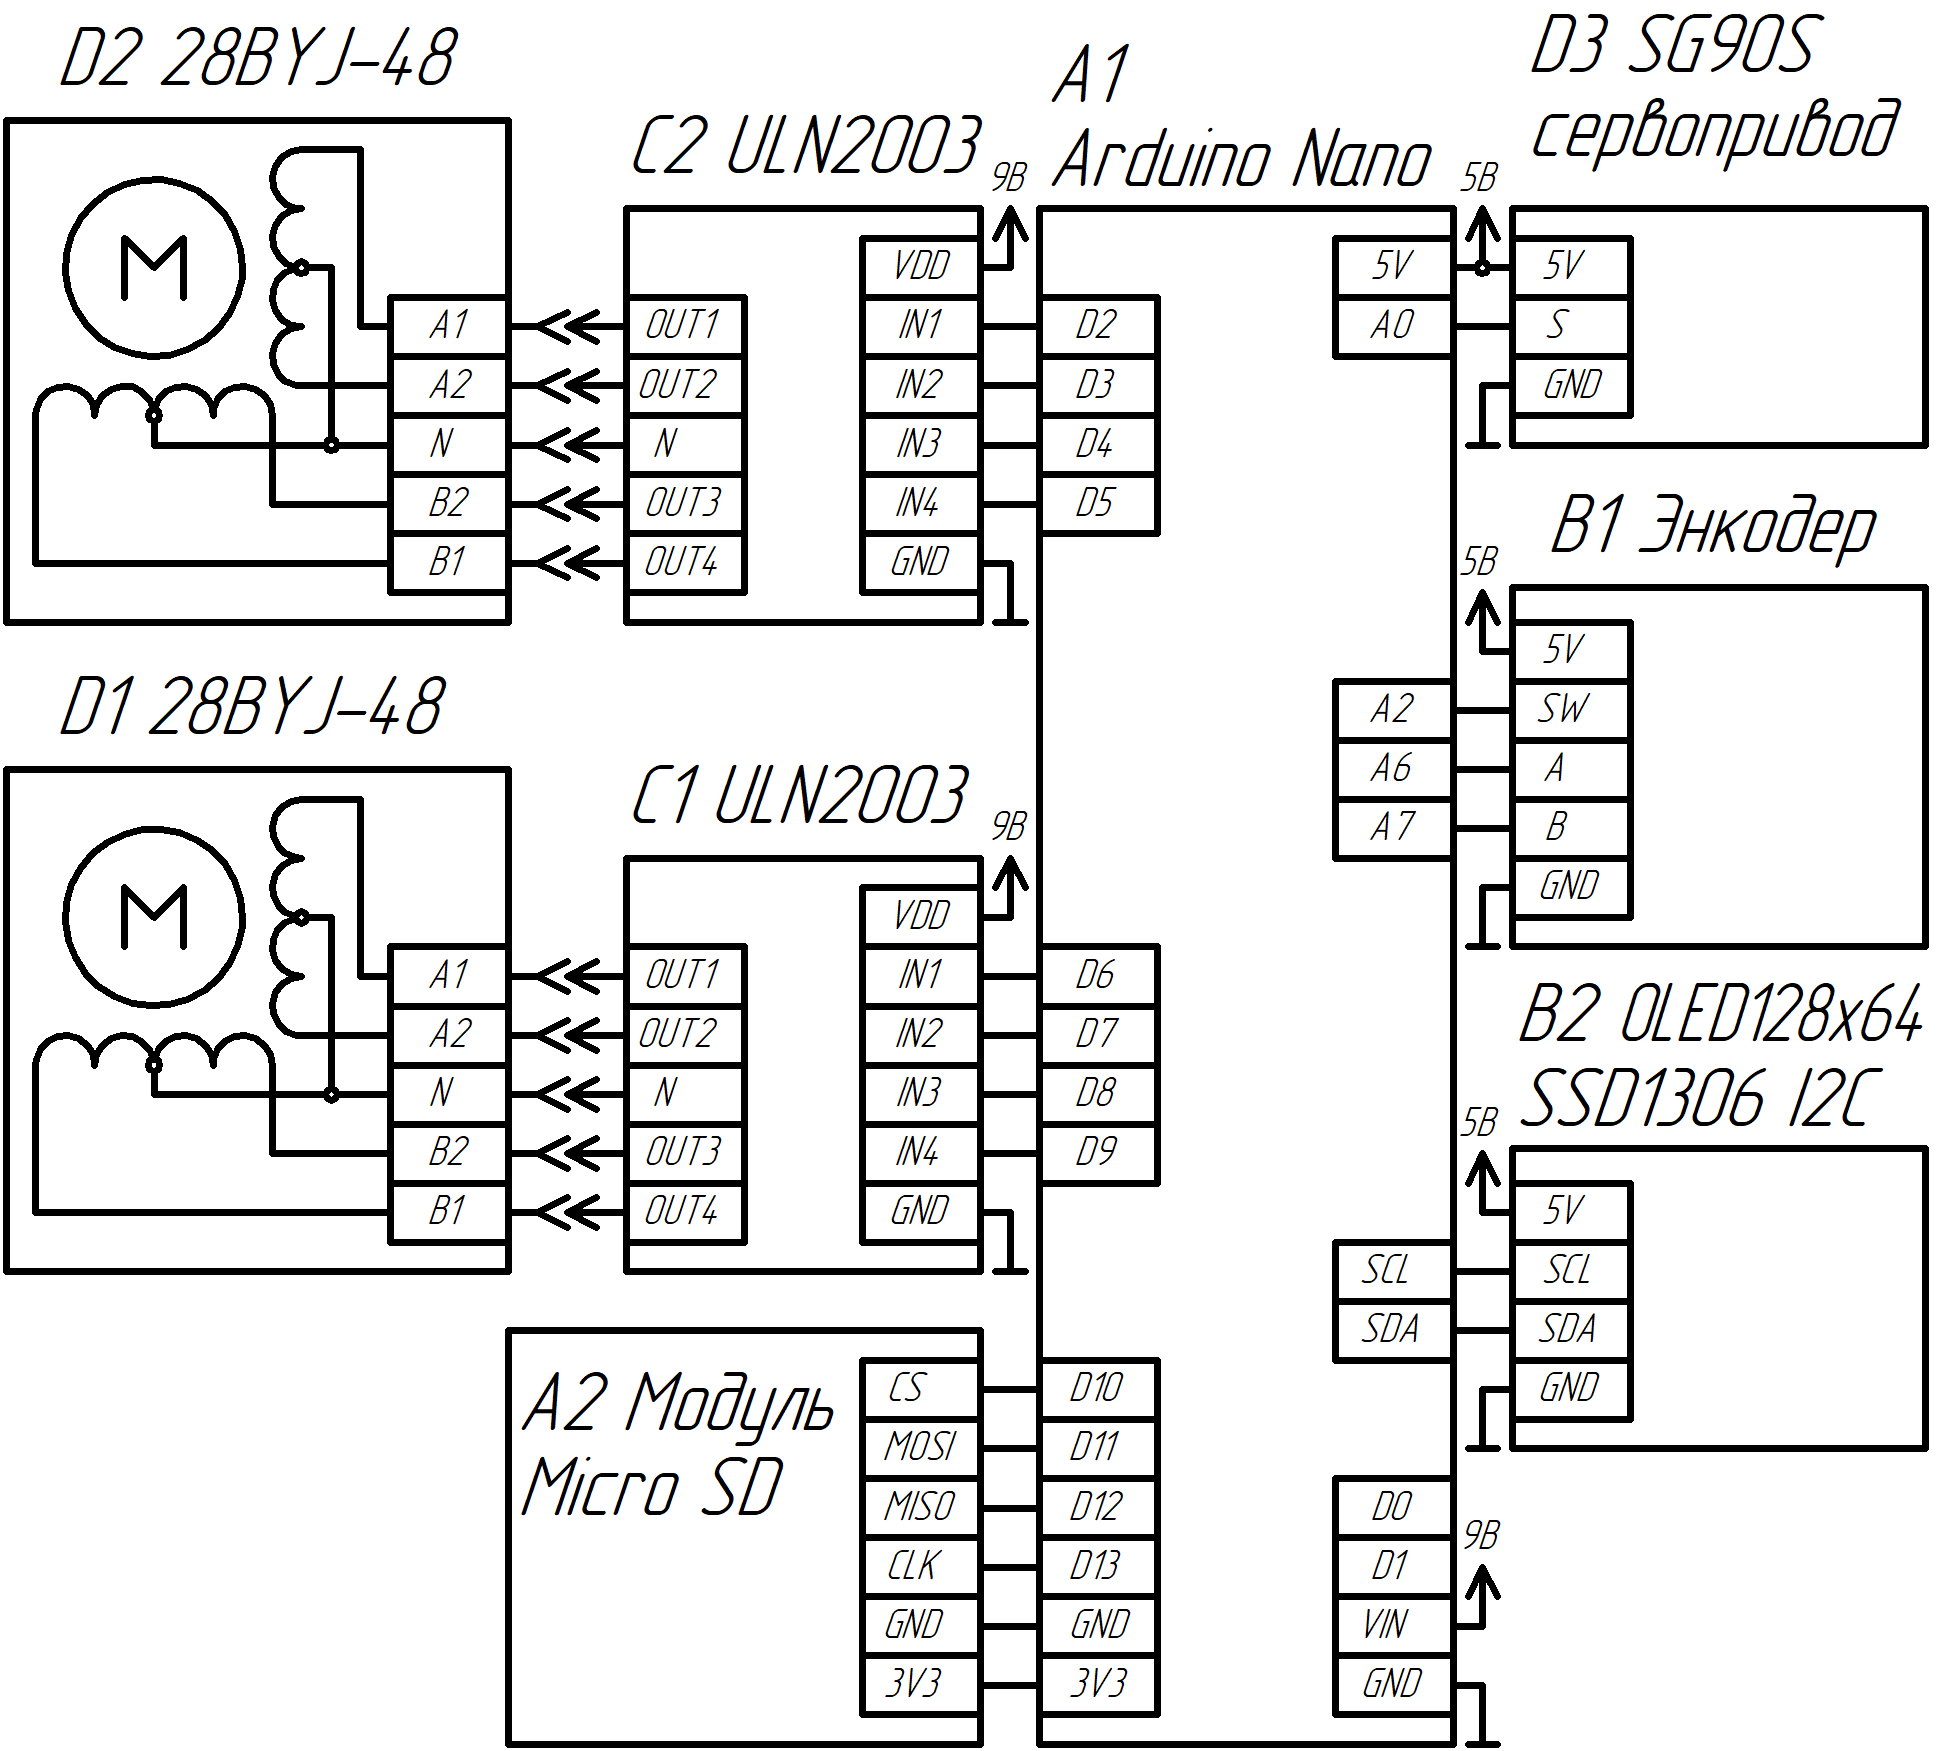 D2 28BYJ-48
M
A1
A2
N
B2
B1
C2 ULN2003
9В
OUT1
OUT2
N
OUT3
OUT4
VDD
IN1
IN2
IN3
IN4
GND
D1 28BYJ-48
M
A1
A2
N
B2
B1
C1 ULN2003
9В
OUT1
OUT2
N
OUT3
OUT4
VDD
IN1
IN2
IN3
IN4
GND
A2 Модуль
Micro SD
CS
MOSI
MISO
CLK
GND
3V3
A1
Arduino Nano
D2
D3
D4
D5
D6
D7
D8
D9
D10
D11
D12
D13
GND
3V3
5V
A0
A2
A6
A7
SCL
SDA
D0
D1
VIN
GND
9В
D3 SG90S
сервопривод
5В
5V
S
GND
B1 Энкодер
5В
5V
SW
A
B
GND
B2 OLED128x64
SSD1306 I2C
5В
5V
SCL
SDA
GND